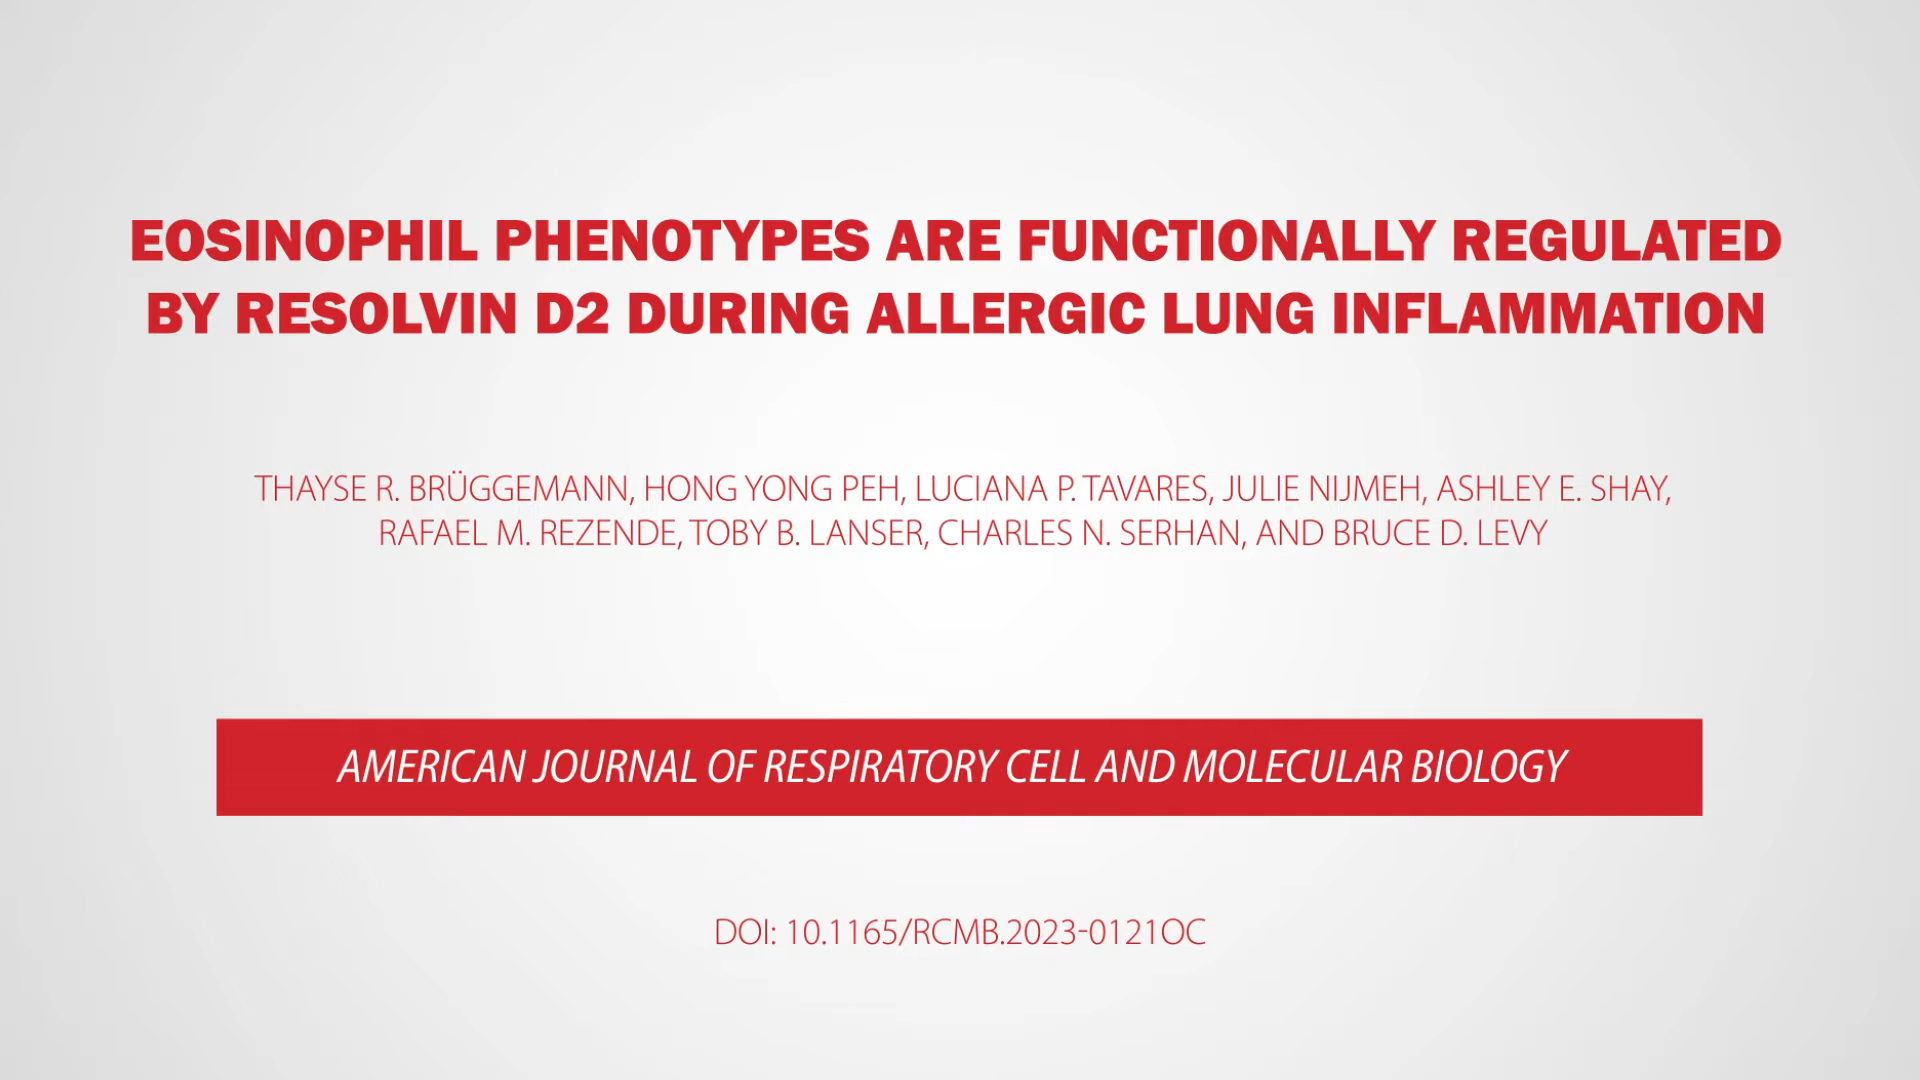 EOSINOPHIL PHENOTYPES ARE FUNCTIONALLY REGULATED
BY RESOLVIN D2 DURING ALLERGIC LUNG INFLAMMATION
THAYSE R. BRÜGGEMANN, HONG YONG PEH, LUCIANA P. TAVARES, JULIE NIJMEH, ASHLEY E. SHAY,
RAFAEL M. REZENDE, TOBY B. LANSER, CHARLES N. SERHAN, AND BRUCE D. LEVY
AMERICAN JOURNAL OF RESPIRATORY CELL AND MOLECULAR BIOLOGY
DOI: 10.1165/RCMB.2023-0121OC